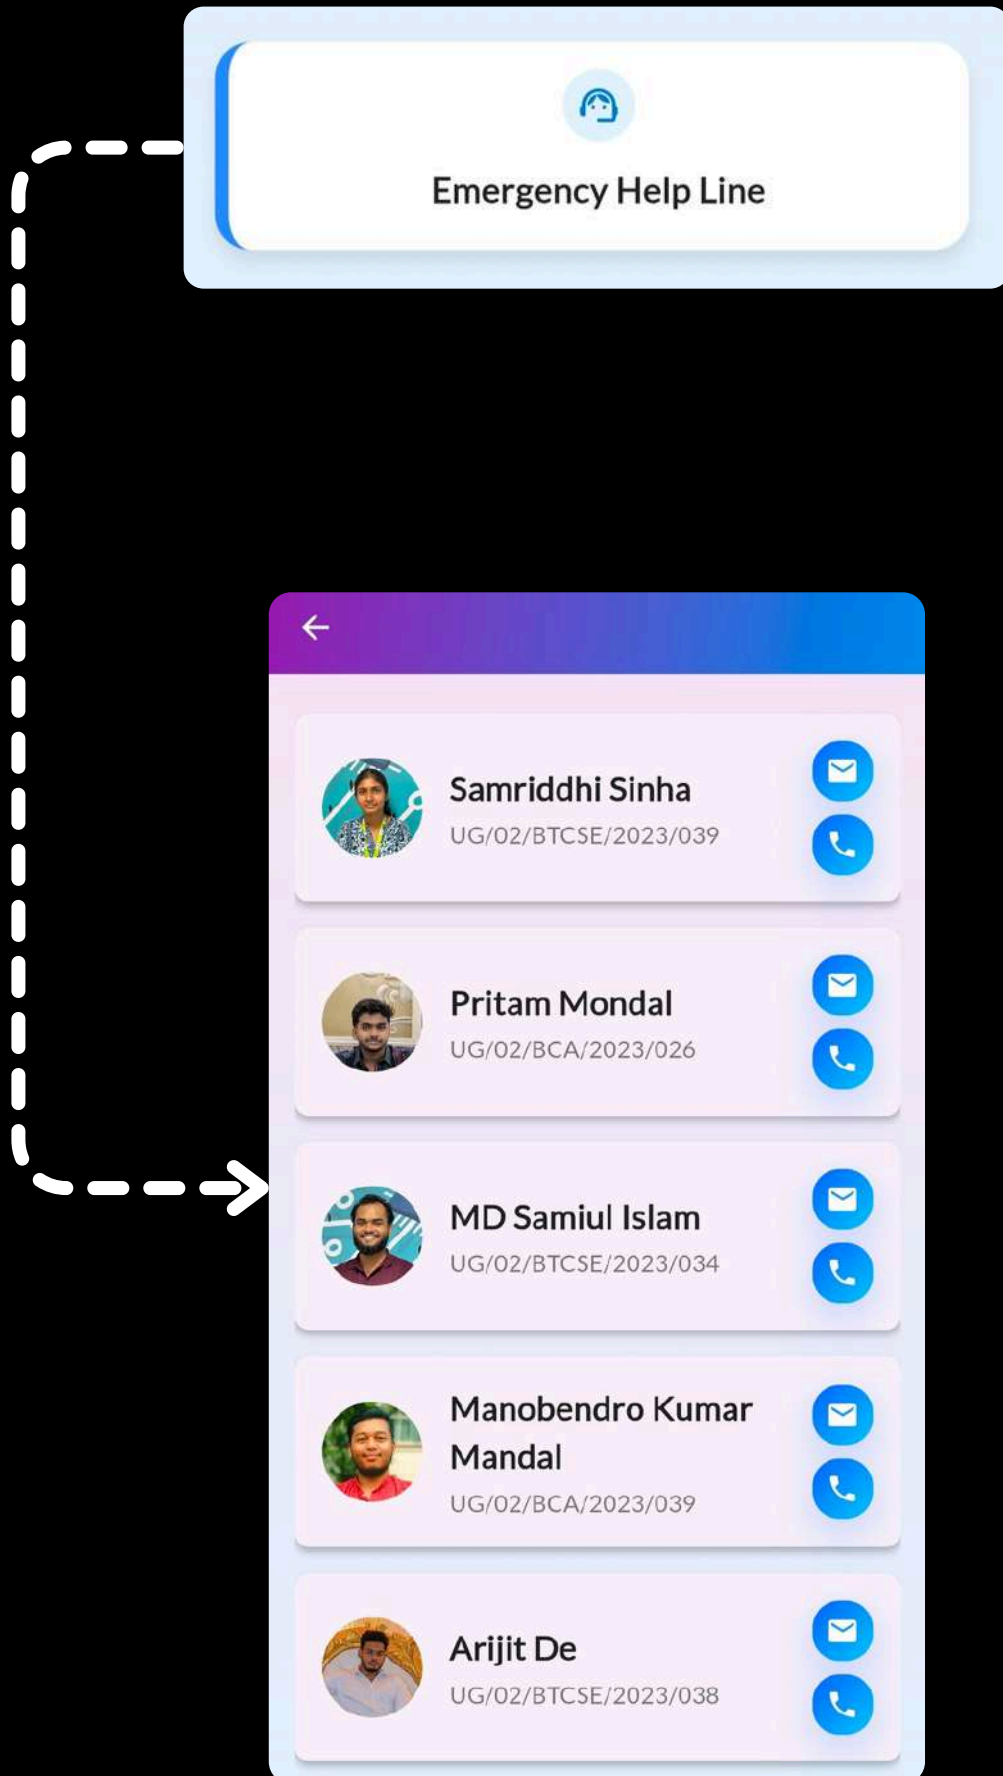 Emergency Help Line
Samriddhi Sinha
UG/02/BTCSE/2023/039
Pritam Mondal
UG/02/BCA/2023/026
MD Samiul Islam
UG/02/BTCSE/2023/034
Manobendro Kumar
Mandal
UG/02/BCA/2023/039
Arijit De
UG/02/BTCSE/2023/038